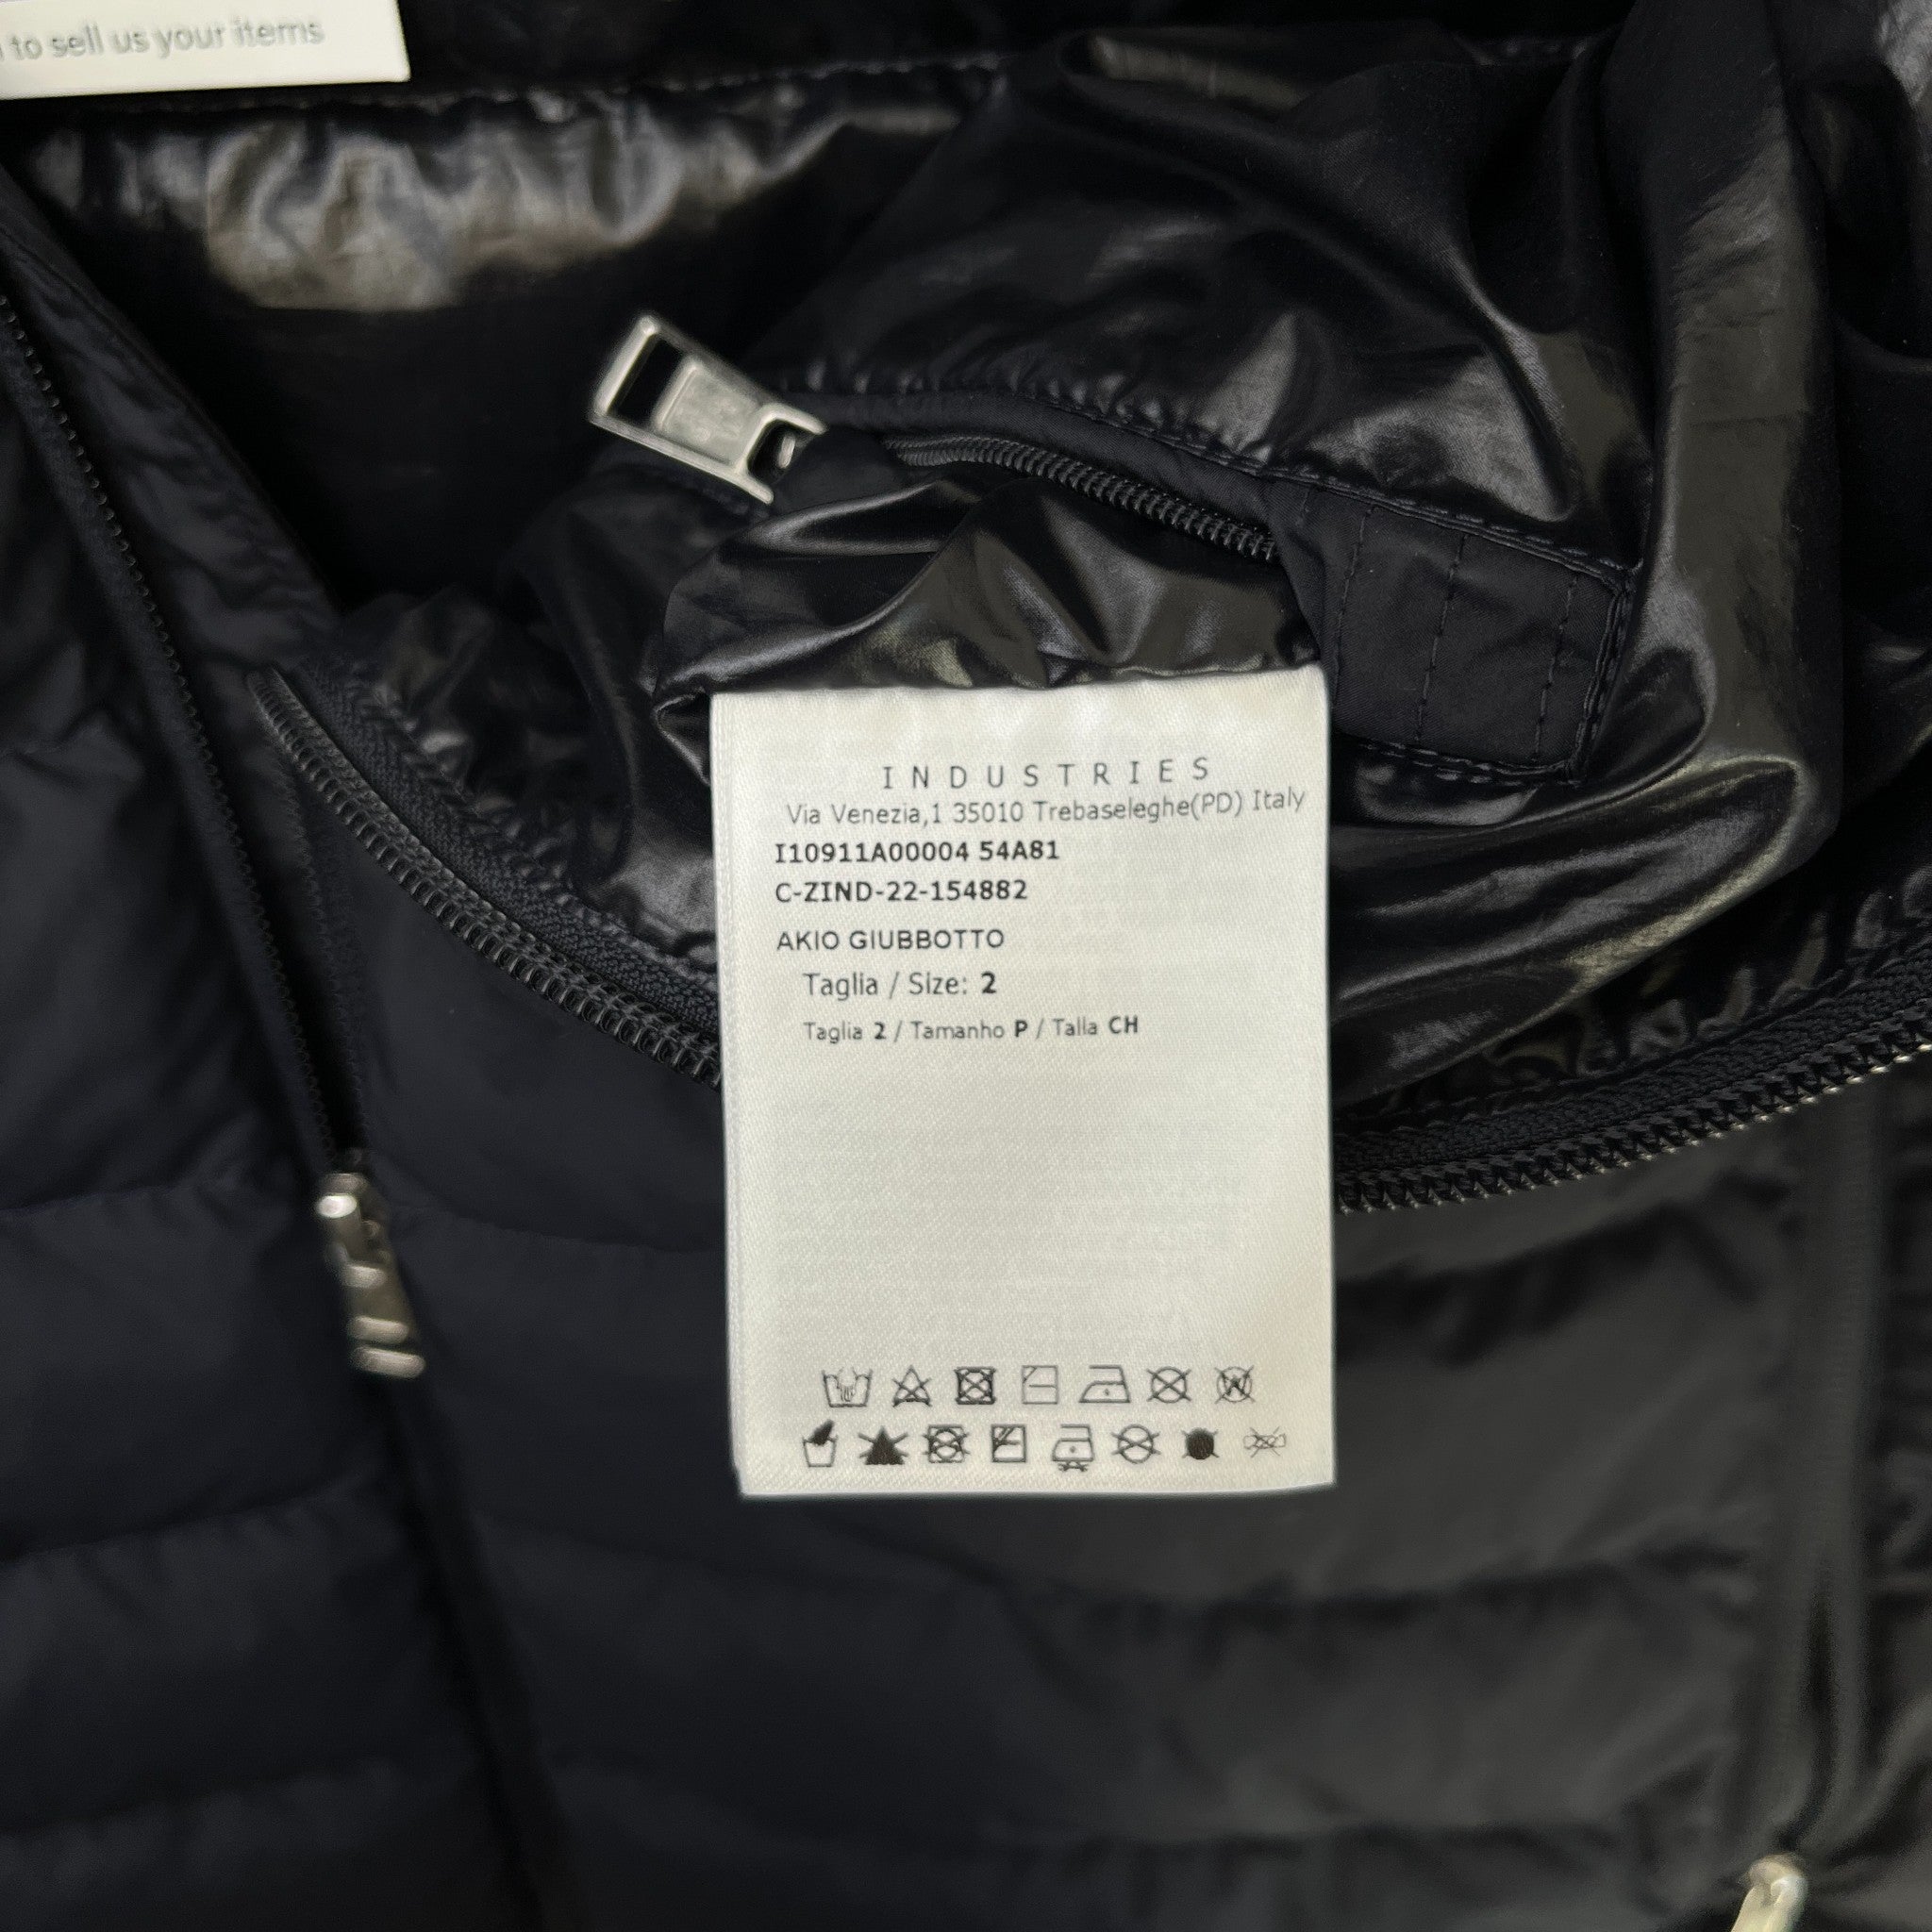 to sell us your items
INDUSTRIES
Via Venezia,1 35010 Trebaseleghe(PD) Italy
I10911A00004 54A81
C-ZIND-22-154882
AKIO GIUBBOTTO
Taglia / Size: 2
Taglia 2 / Tamanho P / Talla CH